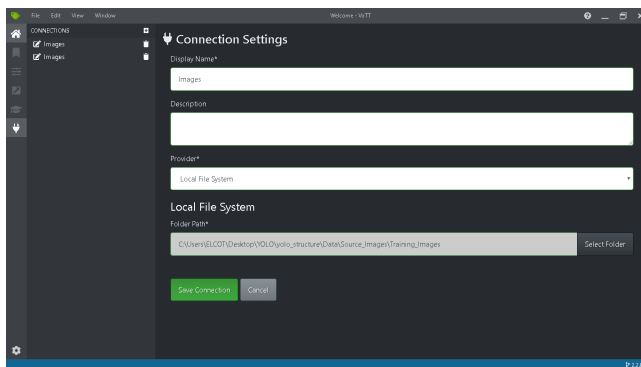 File Edit View Window
Welcome - VoTT
CONNECTIONS
Images
Images
Connection Settings
Display Name*
Images
Description
Provider*
Local File System
Local File System
Folder Path*
C:\Users\ELCOT\Desktop\YOLO\yolo_structure\Data\Source_Images\Training_Images
Select Folder
Save Connection
Cancel